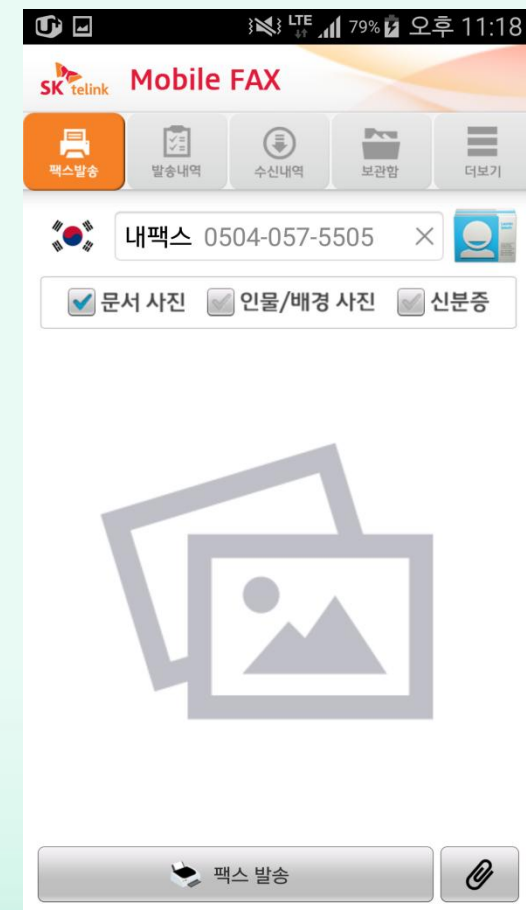 LTE 79% 오후 11:18
SK telink Mobile FAX
팩스발송 발송내역 수신내역 보관함 더보기
내팩스 0504-057-5505
문서 사진 인물/배경 사진 신분증
팩스 발송